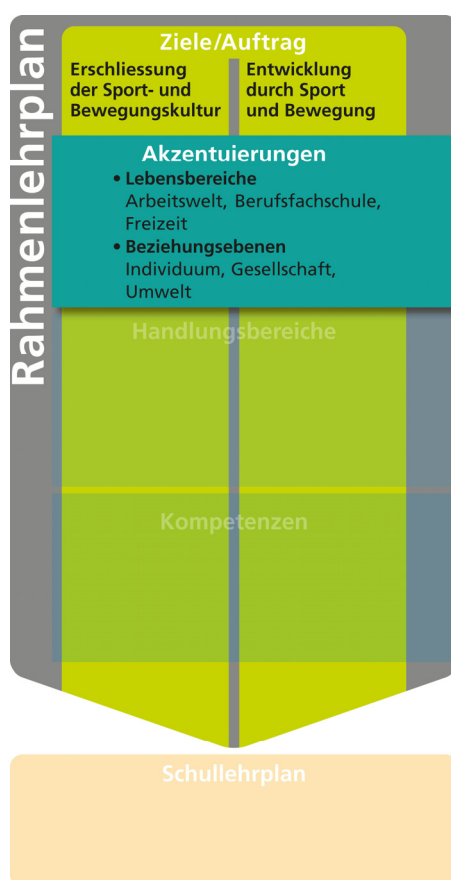 Rahmenlehrplan
Ziele/Auftrag
Erschliessung
der Sport- und
Bewegungskultur
Entwicklung
durch Sport
und Bewegung
Akzentuierungen
• Lebensbereiche
Arbeitswelt, Berufsfachschule,
Freizeit
• Beziehungsebenen
Individuum, Gesellschaft,
Umwelt
Handlungsbereiche
Kompetenzen
Schullehrplan